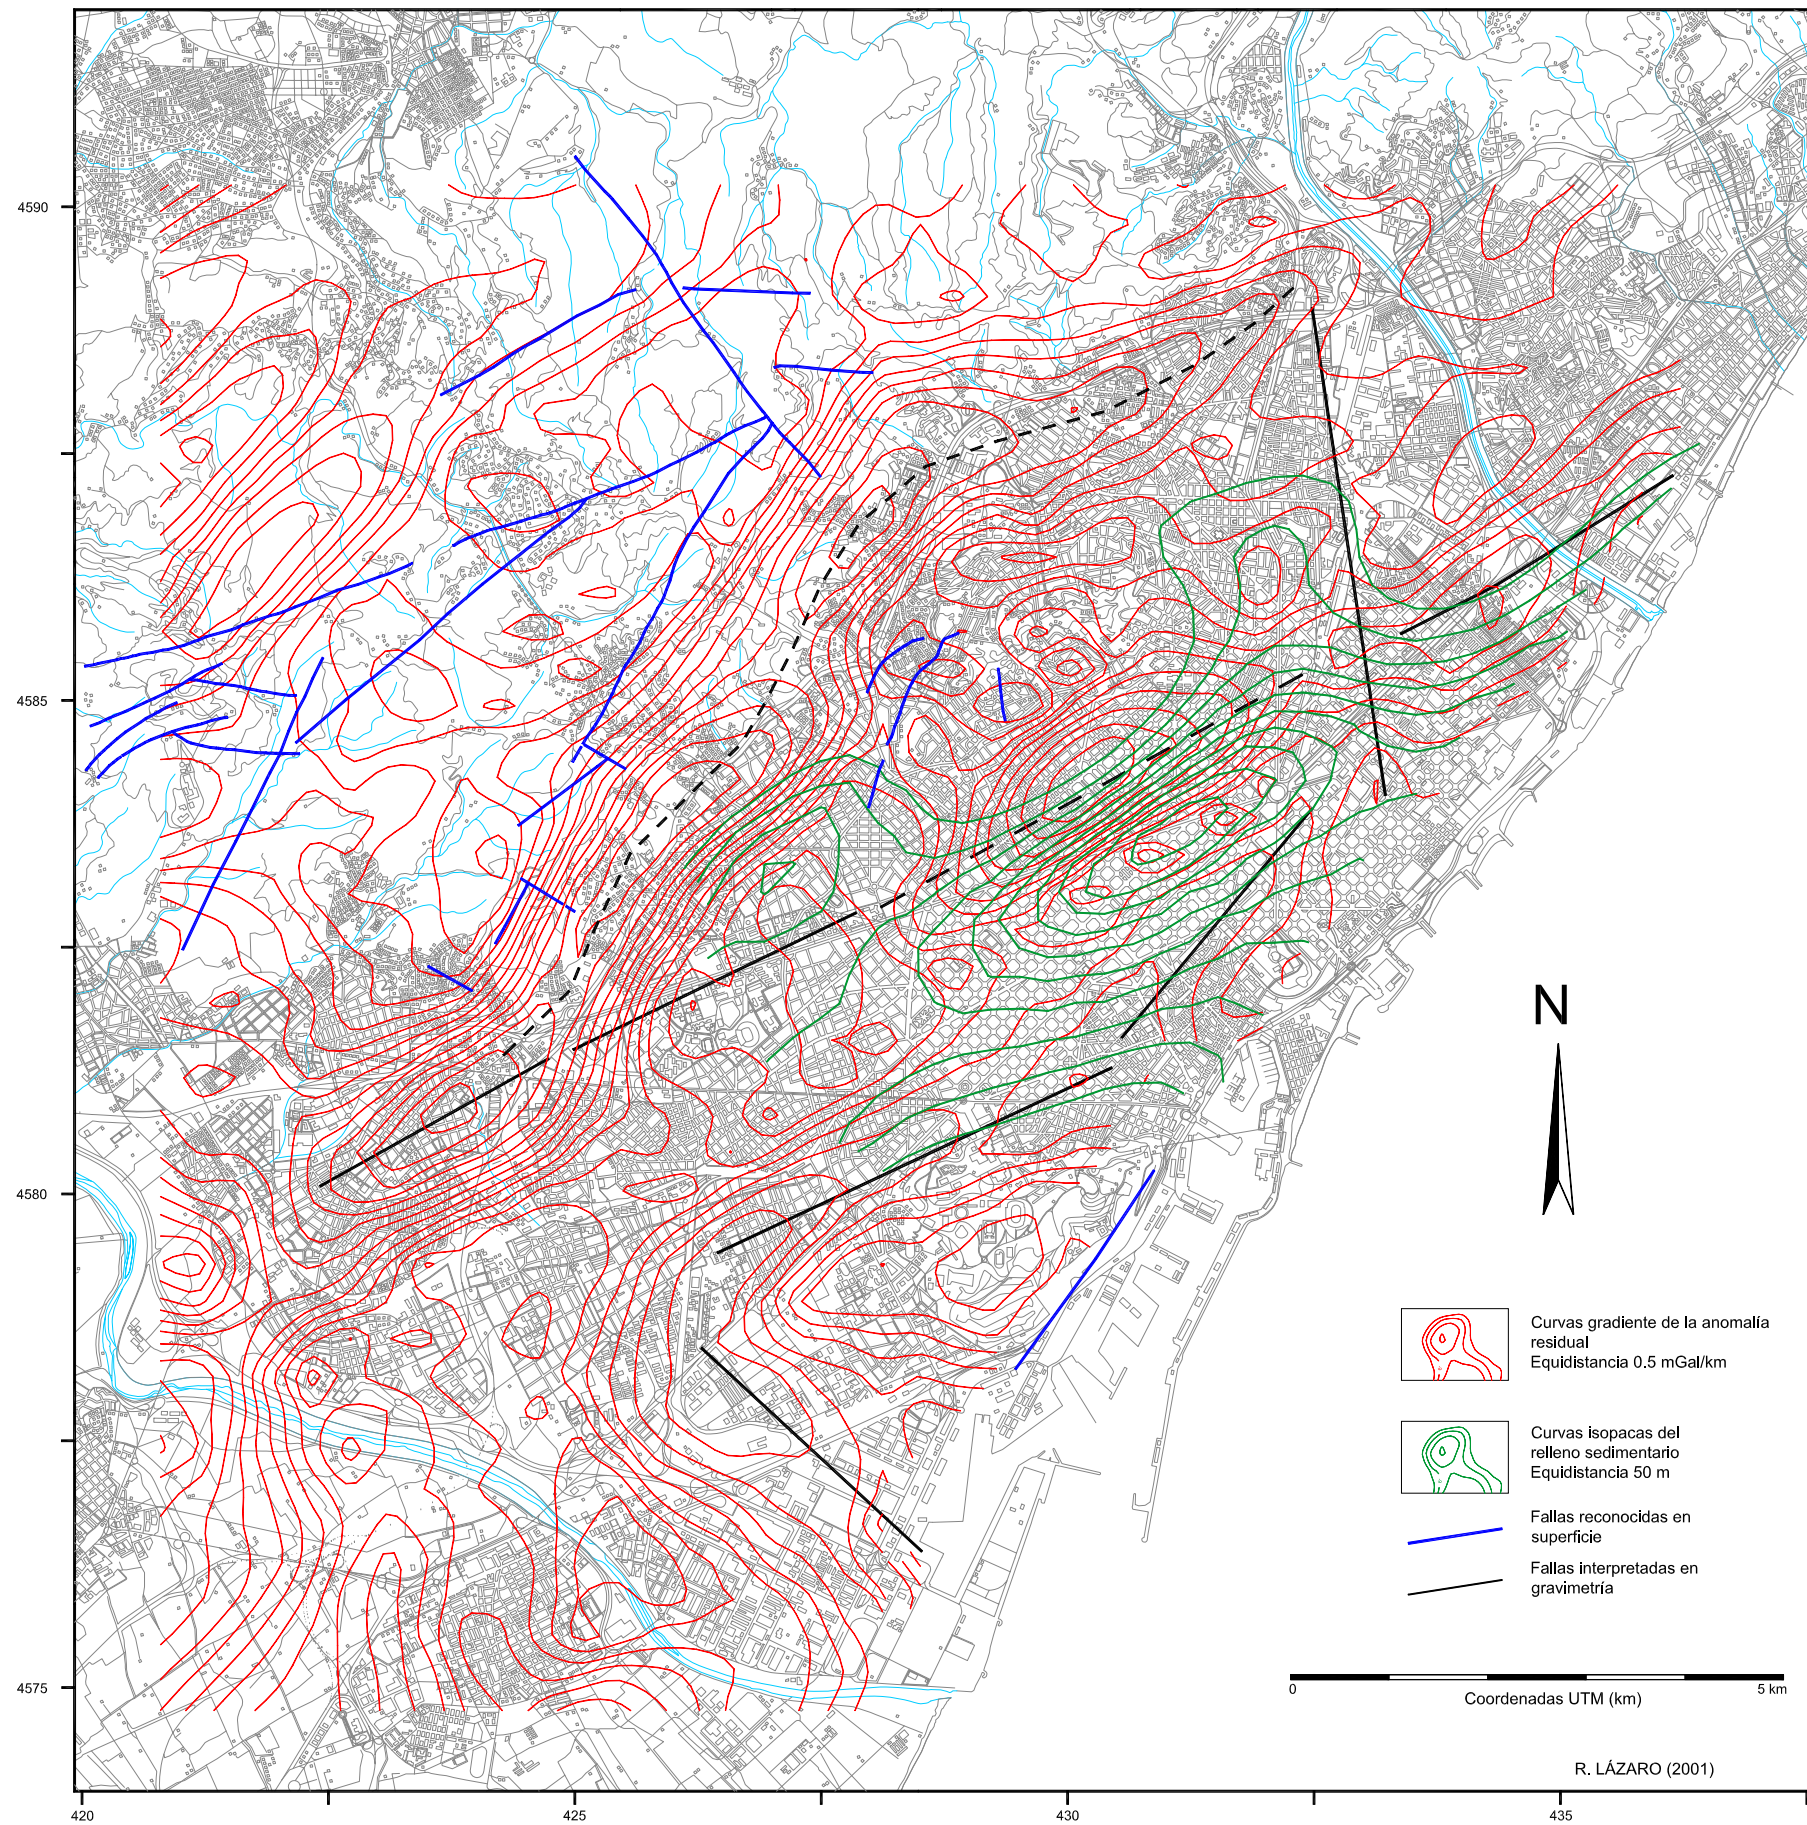 4590
4585
N
4580
Curvas gradiente de la anomalía
residual
Equidistancia 0.5 mGal/km
Curvas isopacas del
relleno sedimentario
Equidistancia 50 m
Fallas reconocidas en
superficie
Fallas interpretadas en
gravimetría
4575
0
5 km
Coordenadas UTM (km)
R. LÁZARO (2001)
420
425
430
435